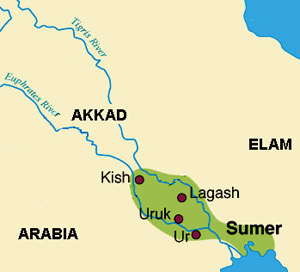 Tigris River
Euphrates River
AKKAD
ELAM
Kish
Lagash
Uruk
Ur
Sumer
ARABIA